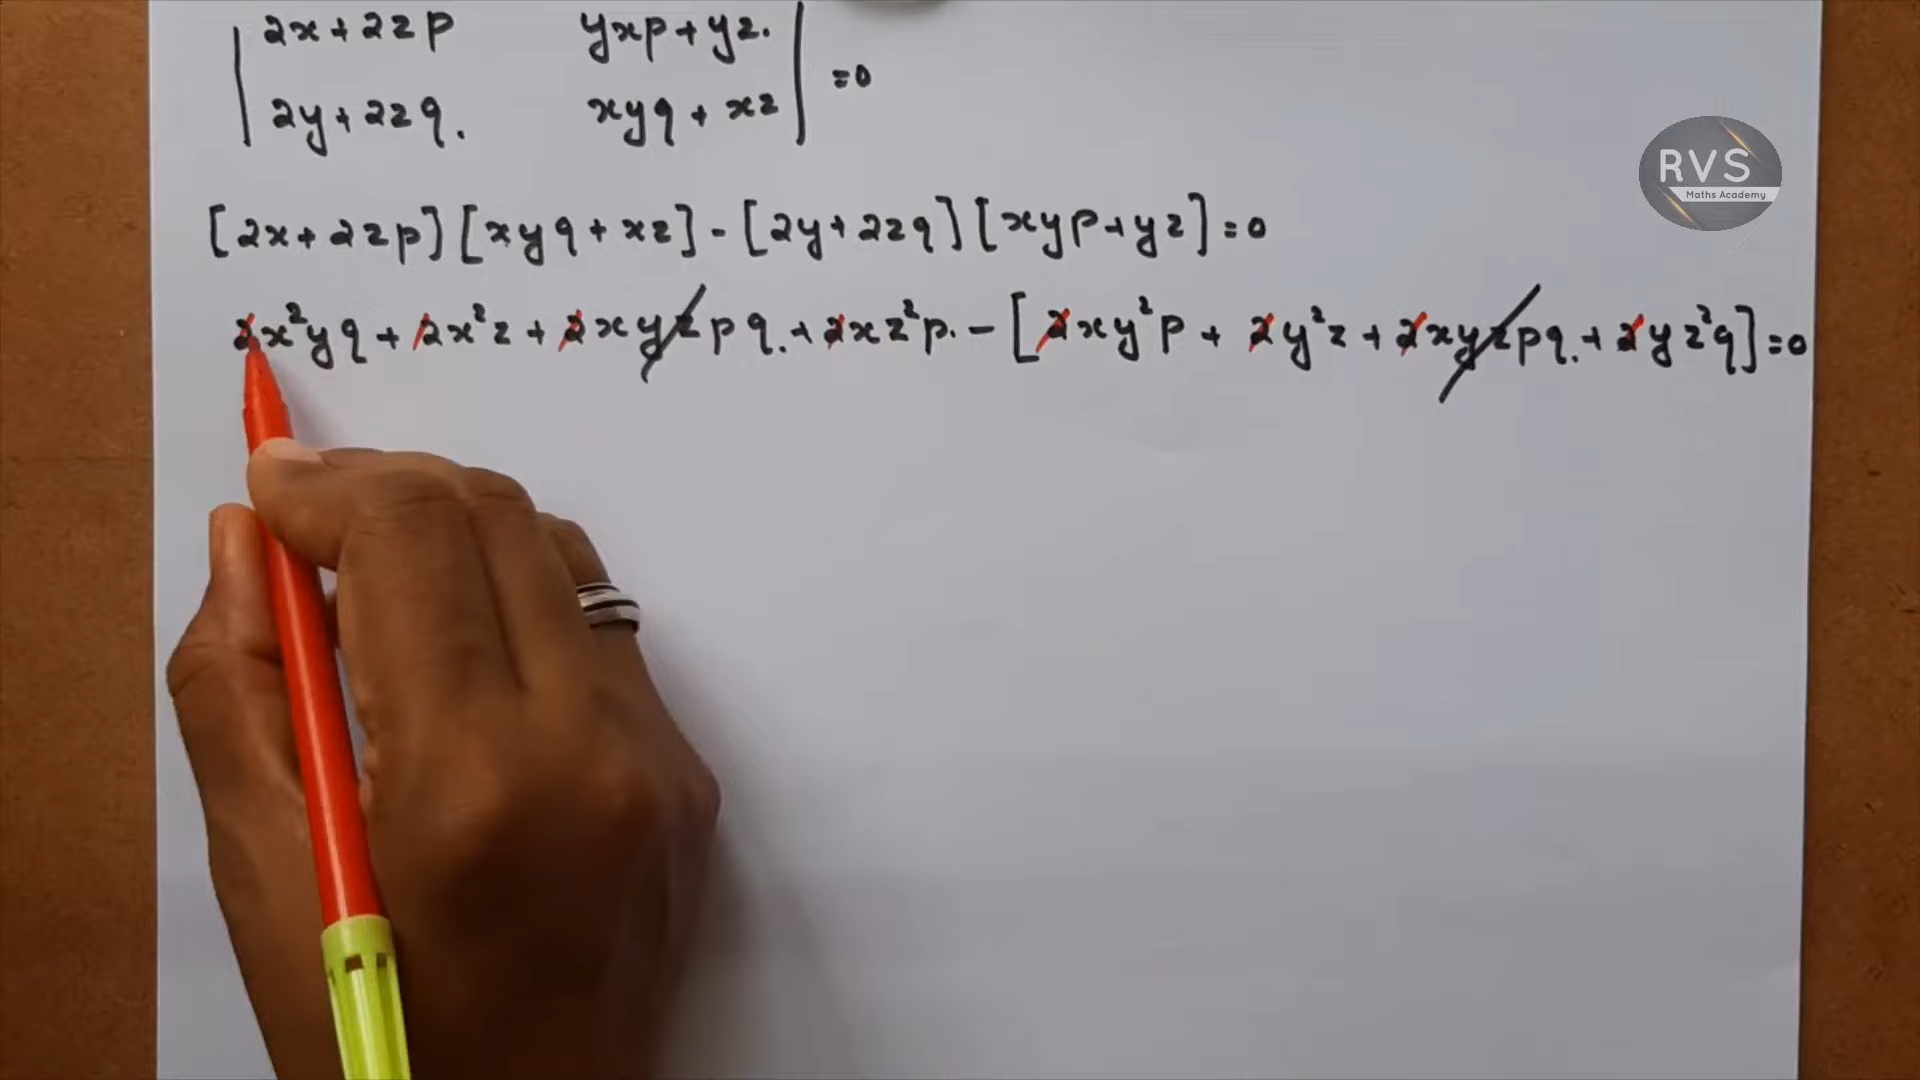 | 2x+2zp yxp+yz. |
| 2y+2zq. xyq+xz | =0
RVS
Maths Academy
[2x+2zp][xyq+xz]-[2y+2zq][xyp+yz]=0
2x²yq+2x²z+2xyzpq.+2xz²p.-[2xy²p+2y²z+2xyzpq.+2yz²q]=0